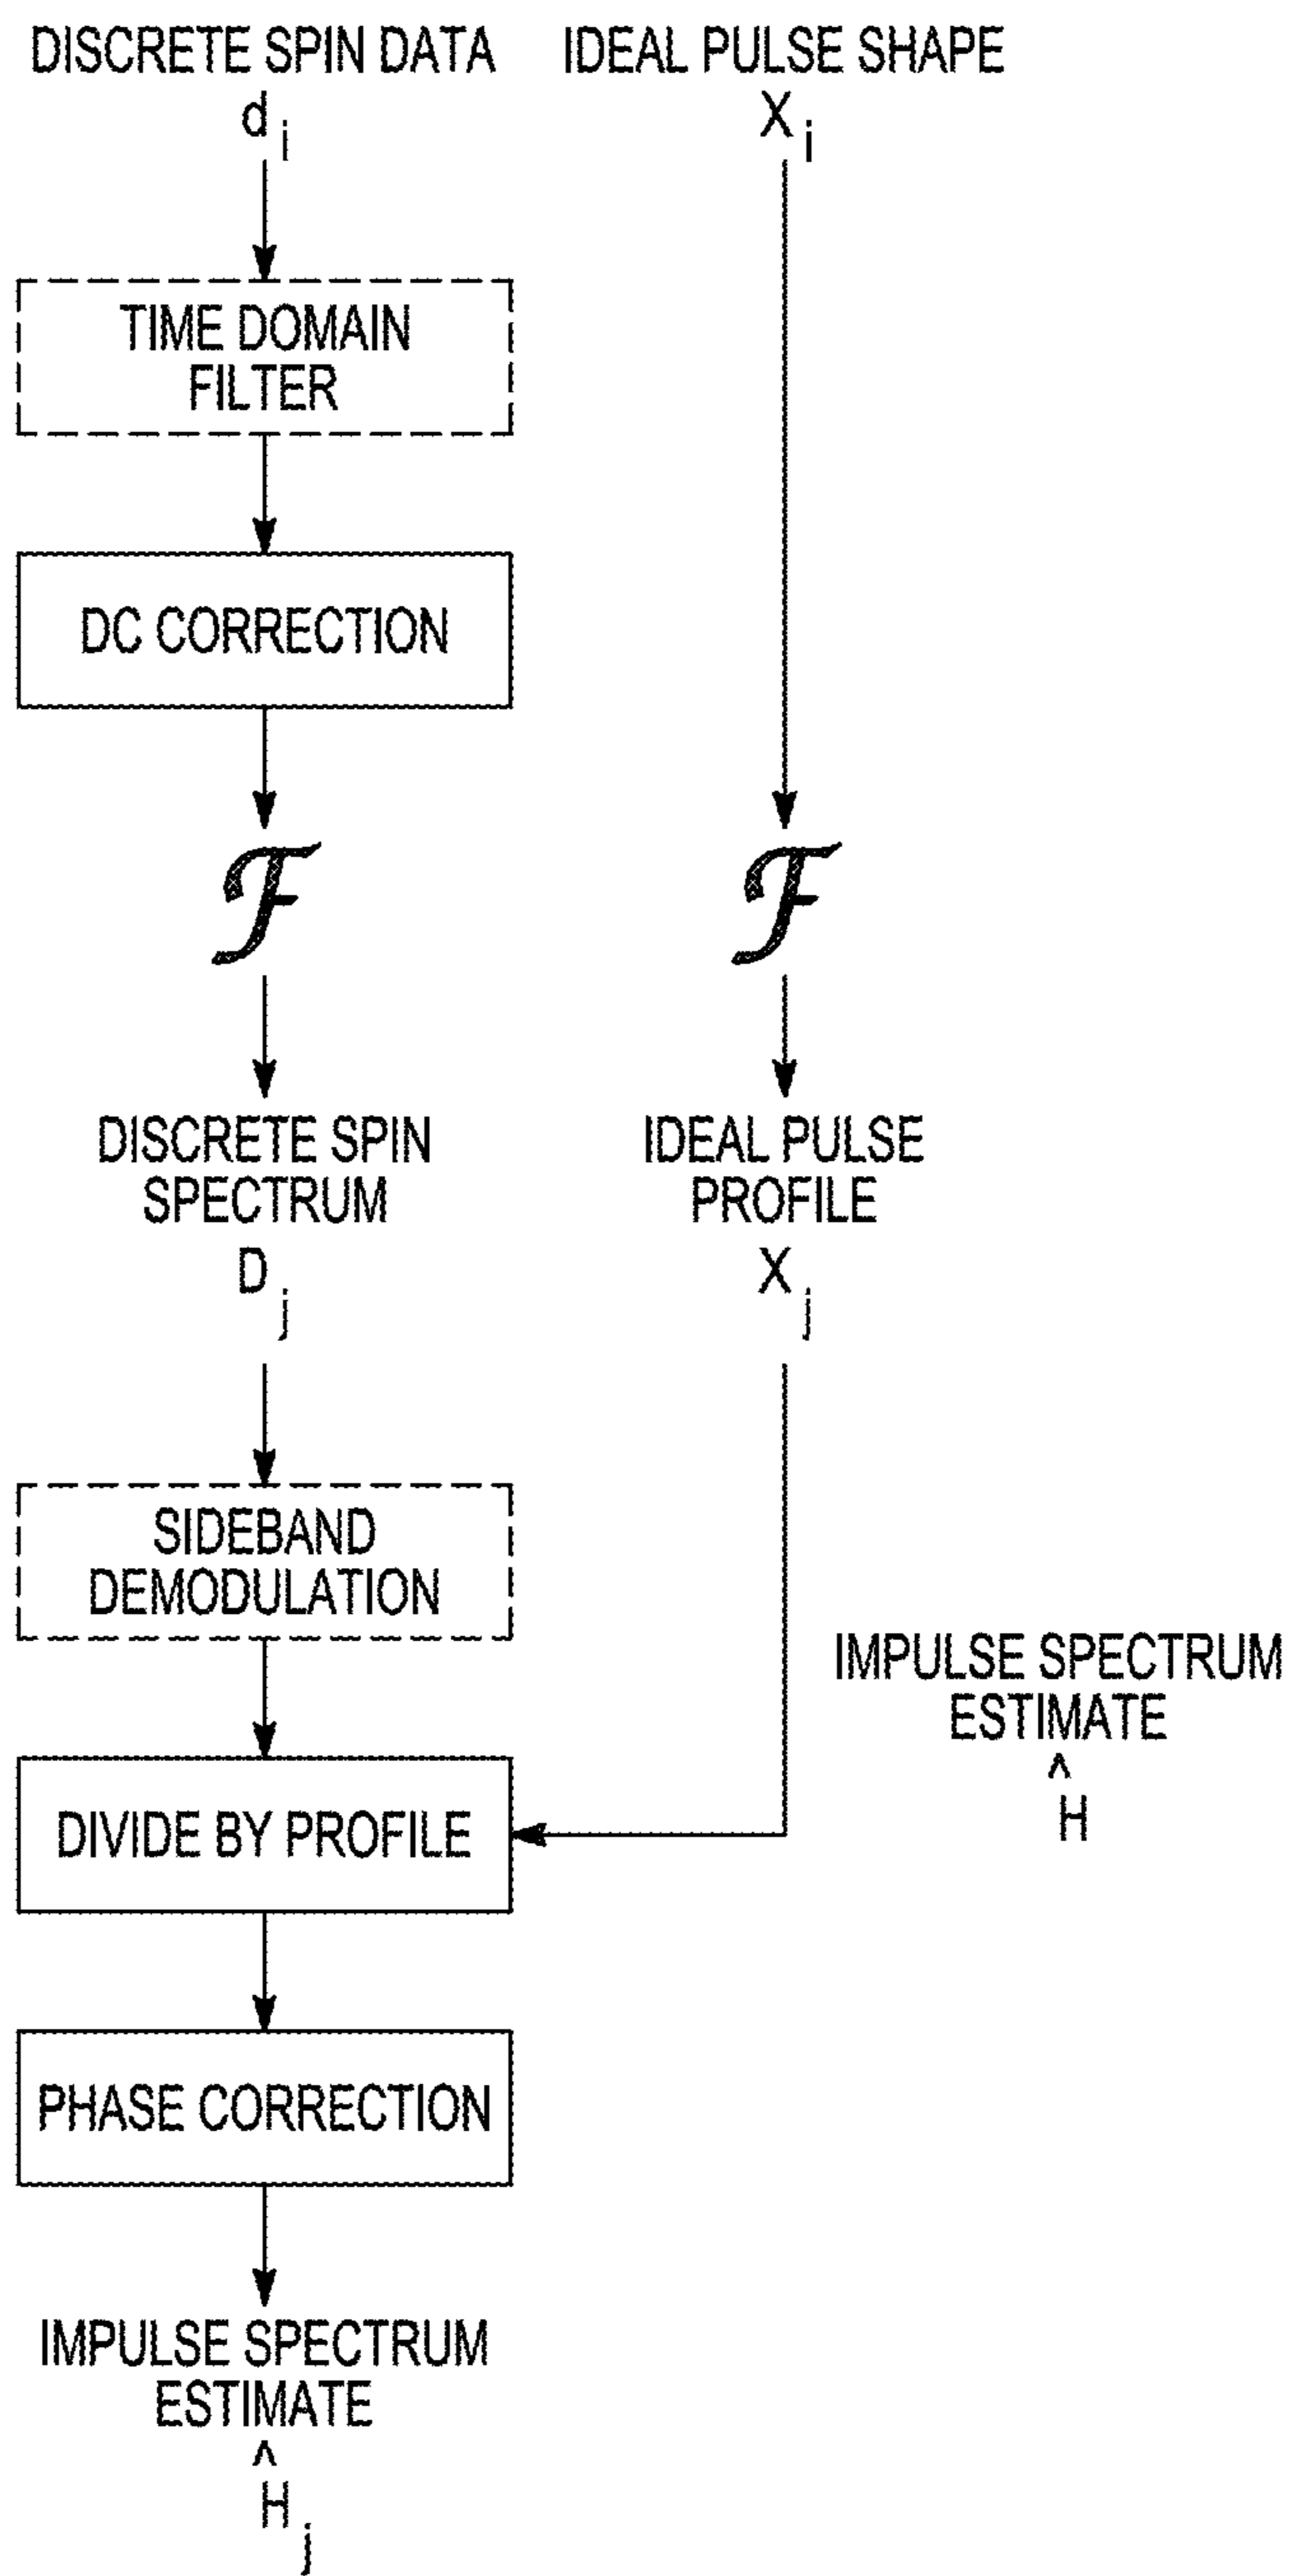 DISCRETE SPIN DATA
d i
IDEAL PULSE SHAPE
X i
TIME DOMAIN
FILTER
DC CORRECTION
ℱ
ℱ
DISCRETE SPIN
SPECTRUM
D j
IDEAL PULSE
PROFILE
X j
SIDEBAND
DEMODULATION
IMPULSE SPECTRUM
ESTIMATE
Ĥ
DIVIDE BY PROFILE
PHASE CORRECTION
IMPULSE SPECTRUM
ESTIMATE
Ĥ j